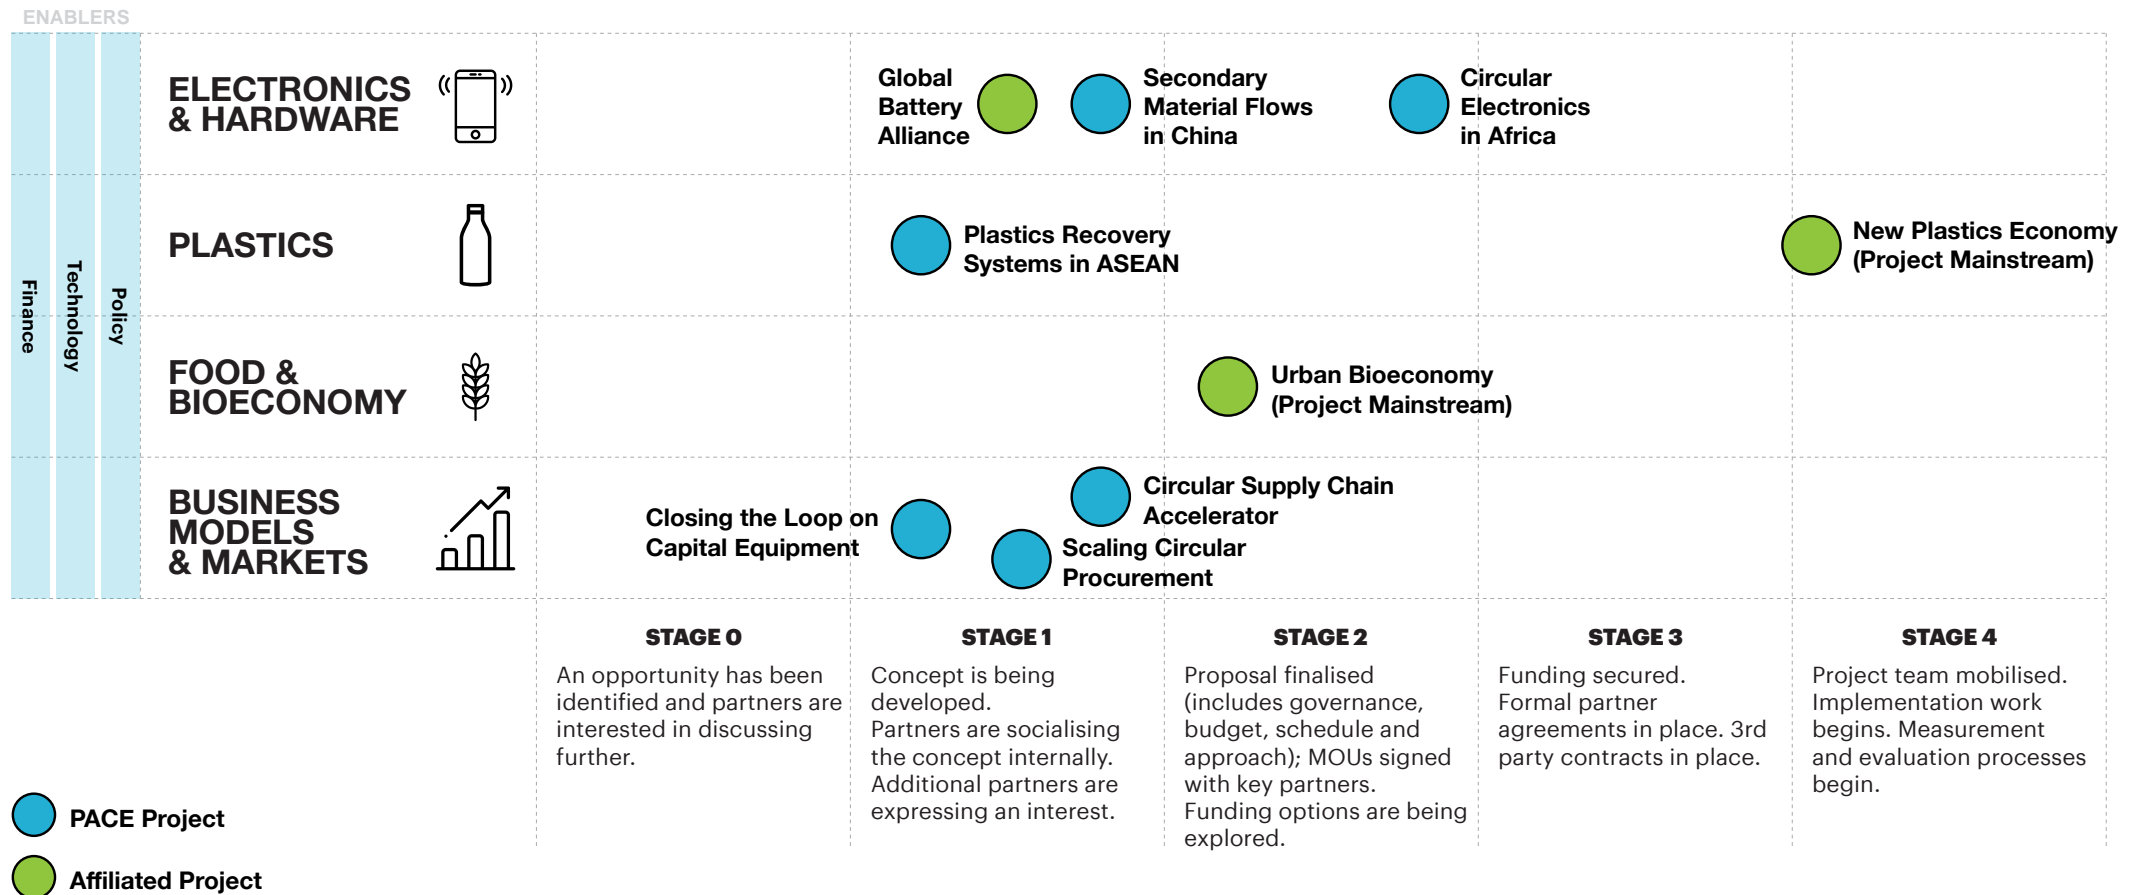 ENABLERS
Finance
Technology
Policy
ELECTRONICS
& HARDWARE
Global
Battery
Alliance
Secondary
Material Flows
in China
Circular
Electronics
in Africa
PLASTICS
Plastics Recovery
Systems in ASEAN
New Plastics Economy
(Project Mainstream)
FOOD &
BIOECONOMY
Urban Bioeconomy
(Project Mainstream)
BUSINESS
MODELS
& MARKETS
Closing the Loop on
Capital Equipment
Circular Supply Chain
Accelerator
Scaling Circular
Procurement
STAGE 0
An opportunity has been
identified and partners are
interested in discussing
further.
STAGE 1
Concept is being
developed.
Partners are socialising
the concept internally.
Additional partners are
expressing an interest.
STAGE 2
Proposal finalised
(includes governance,
budget, schedule and
approach); MOUs signed
with key partners.
Funding options are being
explored.
STAGE 3
Funding secured.
Formal partner
agreements in place. 3rd
party contracts in place.
STAGE 4
Project team mobilised.
Implementation work
begins. Measurement
and evaluation processes
begin.
PACE Project
Affiliated Project